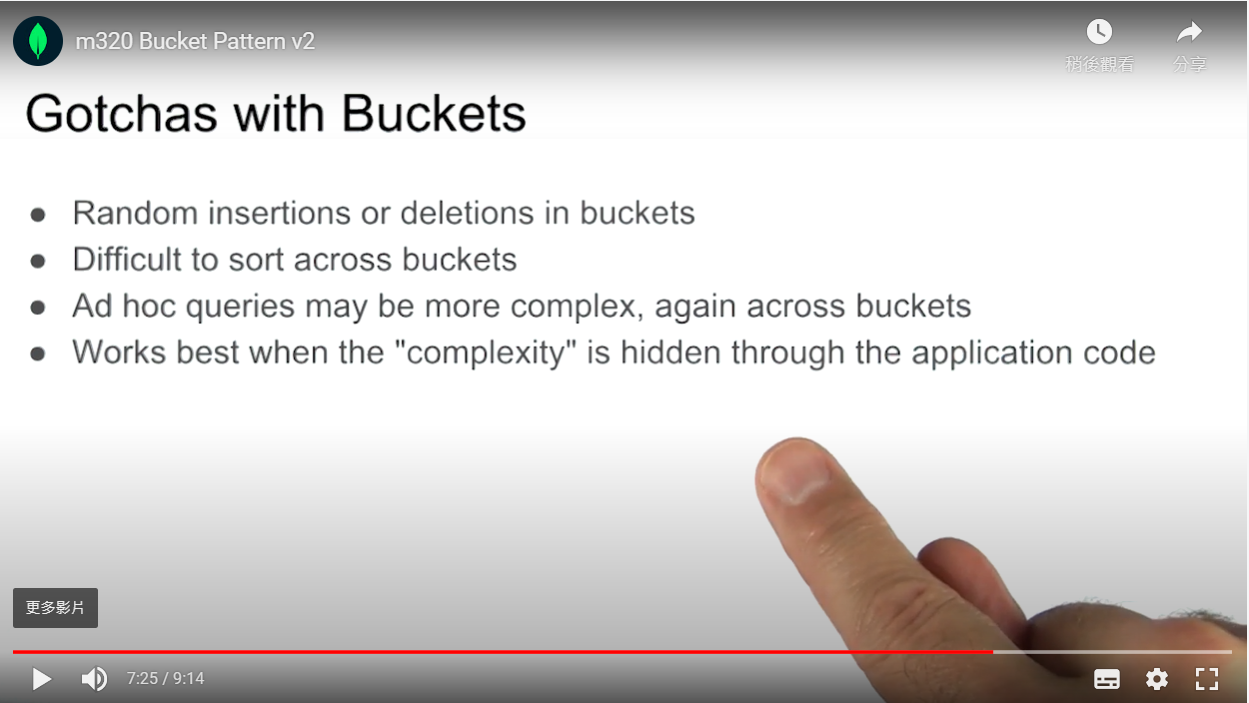 m320 Bucket Pattern v2
稍後觀看
分享
Gotchas with Buckets
● Random insertions or deletions in buckets
● Difficult to sort across buckets
● Ad hoc queries may be more complex, again across buckets
● Works best when the "complexity" is hidden through the application code
更多影片
7:25 / 9:14